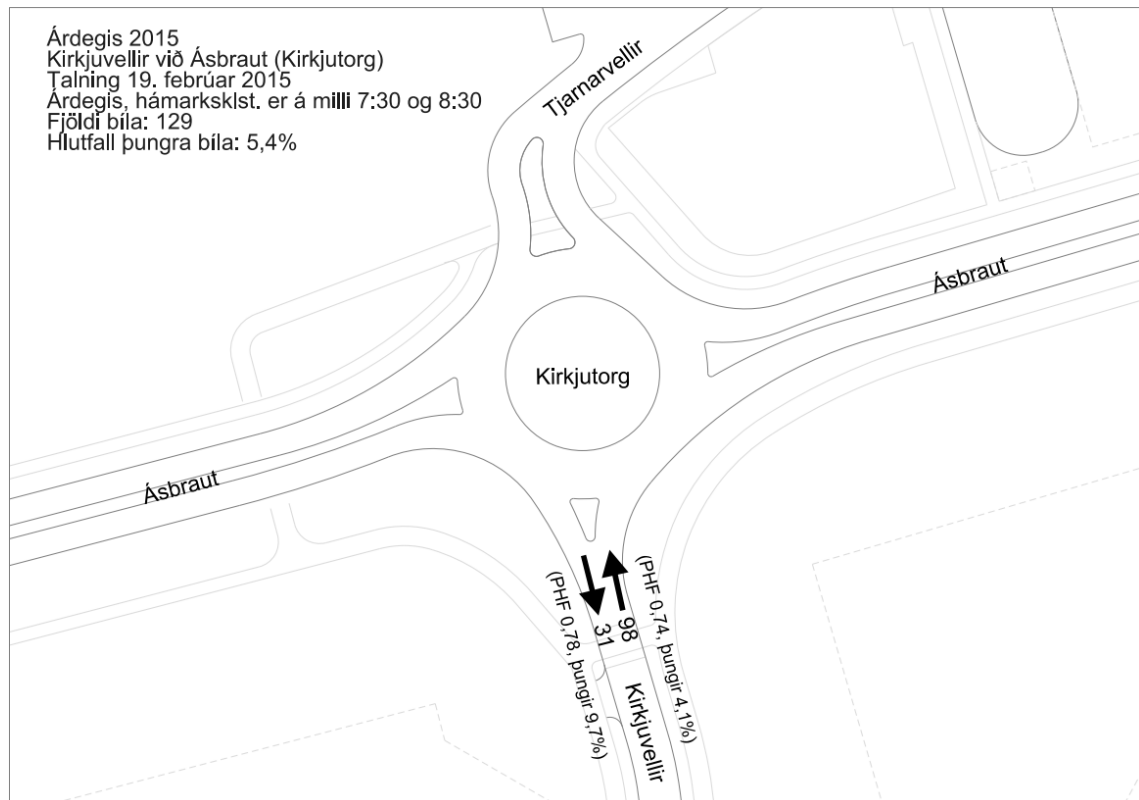 Árdegis 2015
Kirkjuvellir við Ásbraut (Kirkjutorg)
Talning 19. febrúar 2015
Árdegis, hámarksklst. er á milli 7:30 og 8:30
Fjöldi bíla: 129
Hlutfall þungra bíla: 5,4%
Tjarnarvellir
Ásbraut
Kirkjutorg
Ásbraut
(PHF 0,78, þungir 9,7%)
31
98
(PHF 0,74, þungir 4,1%)
Kirkjuvellir